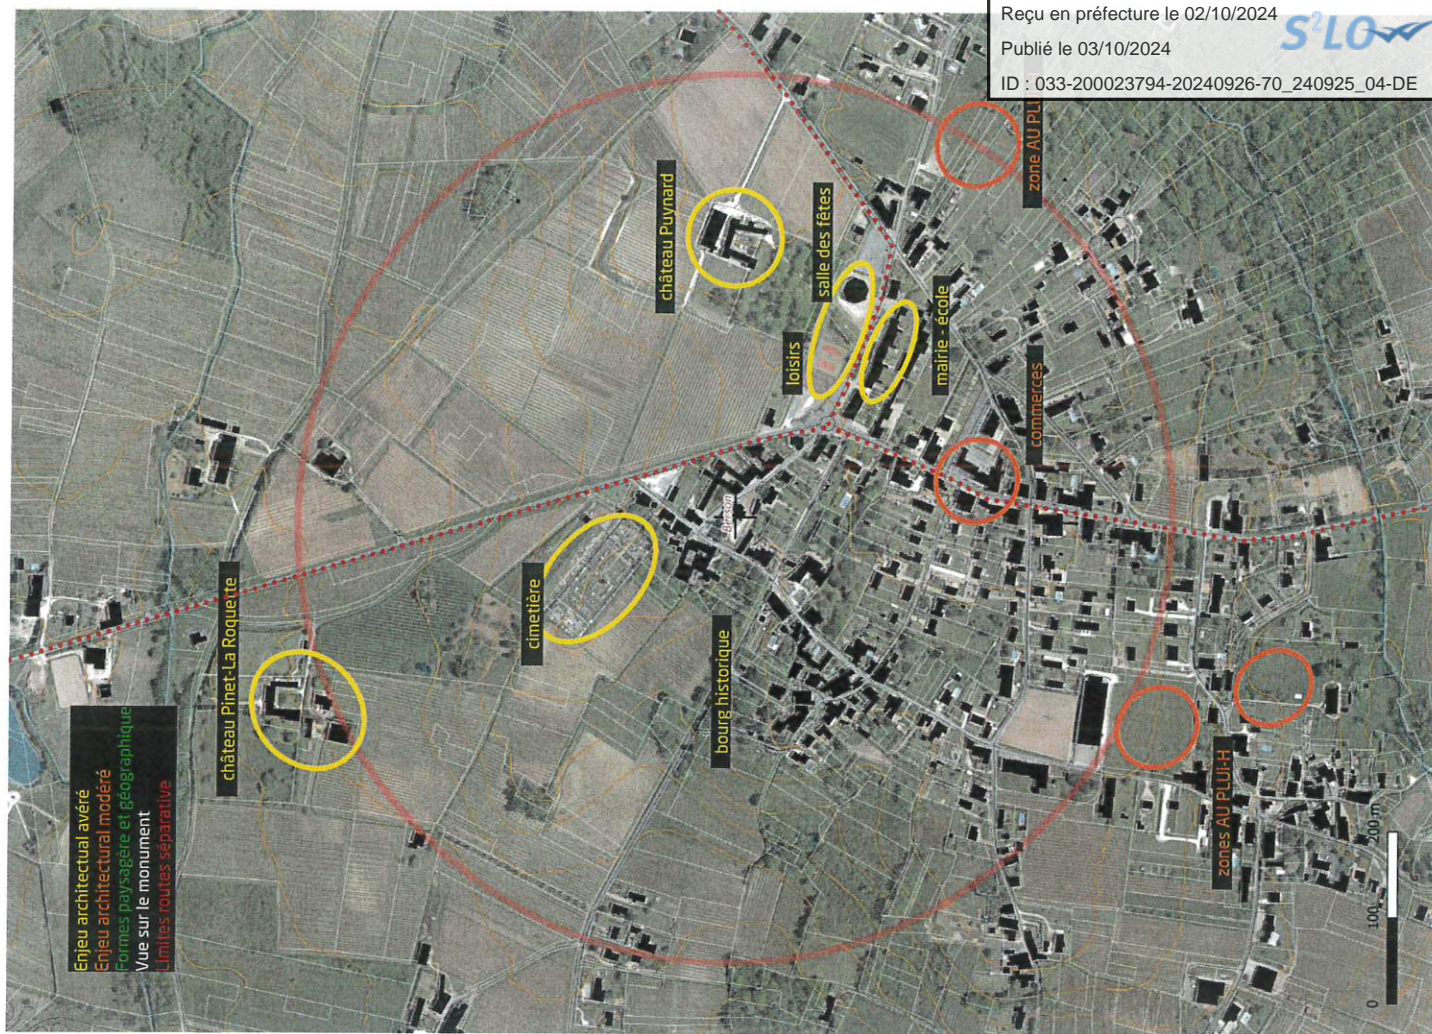 Reçu en préfecture le 02/10/2024
Publié le 03/10/2024
S²LO
ID : 033-200023794-20240926-70_240925_04-DE
Enjeu architectual avéré
Enjeu architectural modéré
Formes paysagère et géographique
Vue sur le monument
Limites routes séparative
château Pinet-La Roquette
cimetière
château Puynard
loisirs
salle des fêtes
mairie - école
commerces
zone AU PLU
Berson
bourg historique
zones AU PLUi-H
0 100 200 m